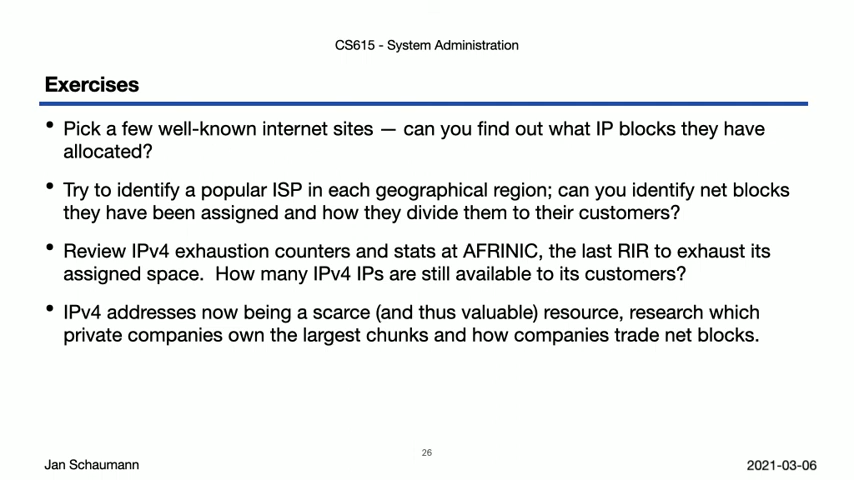 CS615 - System Administration
Exercises
• Pick a few well-known internet sites — can you find out what IP blocks they have
allocated?
• Try to identify a popular ISP in each geographical region; can you identify net blocks
they have been assigned and how they divide them to their customers?
• Review IPv4 exhaustion counters and stats at AFRINIC, the last RIR to exhaust its
assigned space.  How many IPv4 IPs are still available to its customers?
• IPv4 addresses now being a scarce (and thus valuable) resource, research which
private companies own the largest chunks and how companies trade net blocks.
26
Jan Schaumann
2021-03-06